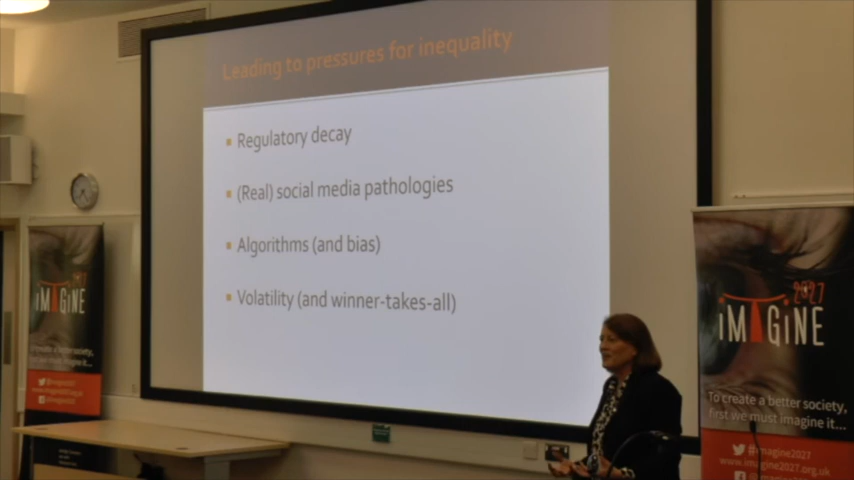 Leading to pressures for inequality
Regulatory decay
(Real) social media pathologies
Algorithms (and bias)
Volatility (and winner-takes-all)
iMAGiNE
2027
iMAGiNE
To create a better society,
first we must imagine it...
#imagine2027
www.imagine2027.org.uk